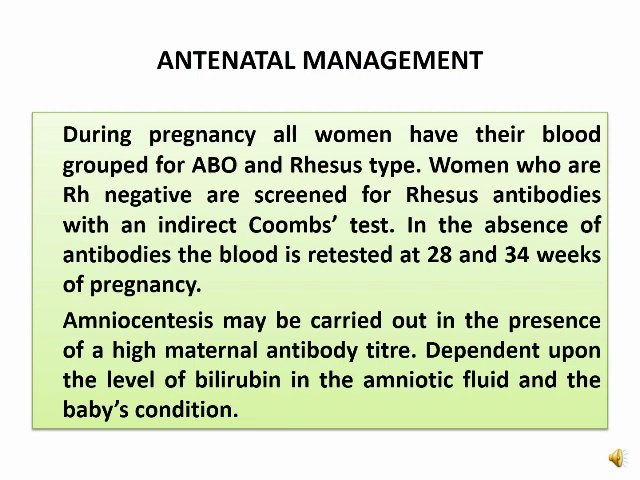 ANTENATAL MANAGEMENT
During pregnancy all women have their blood
grouped for ABO and Rhesus type. Women who are
Rh negative are screened for Rhesus antibodies
with an indirect Coombs’ test. In the absence of
antibodies the blood is retested at 28 and 34 weeks
of pregnancy.
Amniocentesis may be carried out in the presence
of a high maternal antibody titre. Dependent upon
the level of bilirubin in the amniotic fluid and the
baby’s condition.